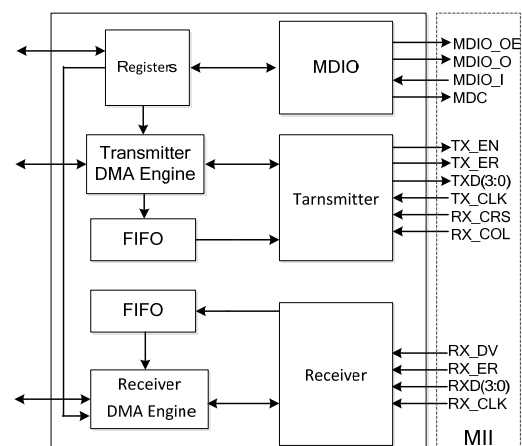 Registers
MDIO
MDIO_OE
MDIO_O
MDIO_I
MDC
Transmitter
DMA Engine
FIFO
Tarnsmitter
TX_EN
TX_ER
TXD(3:0)
TX_CLK
RX_CRS
RX_COL
FIFO
Receiver
DMA Engine
Receiver
RX_DV
RX_ER
RXD(3:0)
RX_CLK
MII